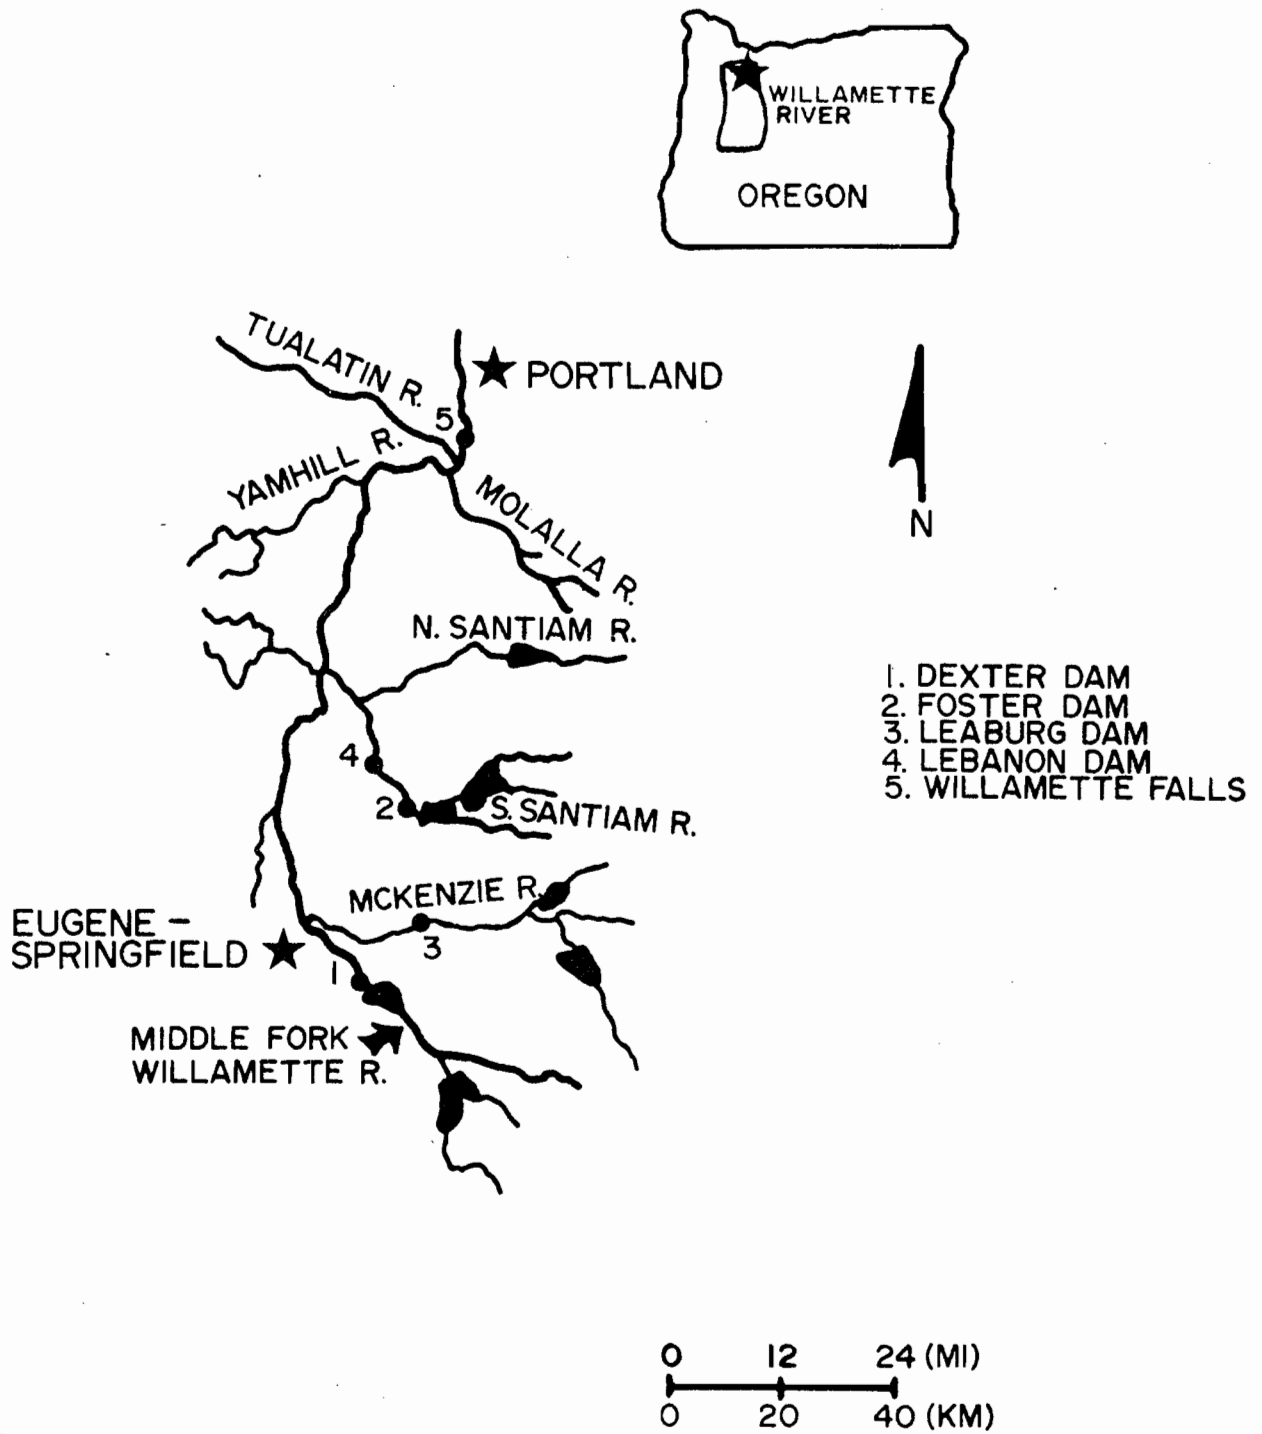 WILLAMETTE
RIVER
OREGON
TUALATIN R.
PORTLAND
5
YAMHILL R.
MOLALLA R.
N
N. SANTIAM R.
1. DEXTER DAM
2. FOSTER DAM
3. LEABURG DAM
4. LEBANON DAM
5. WILLAMETTE FALLS
4
2
S. SANTIAM R.
MCKENZIE R.
EUGENE –
SPRINGFIELD
3
1
MIDDLE FORK
WILLAMETTE R.
0 12 24 (MI)
0 20 40 (KM)